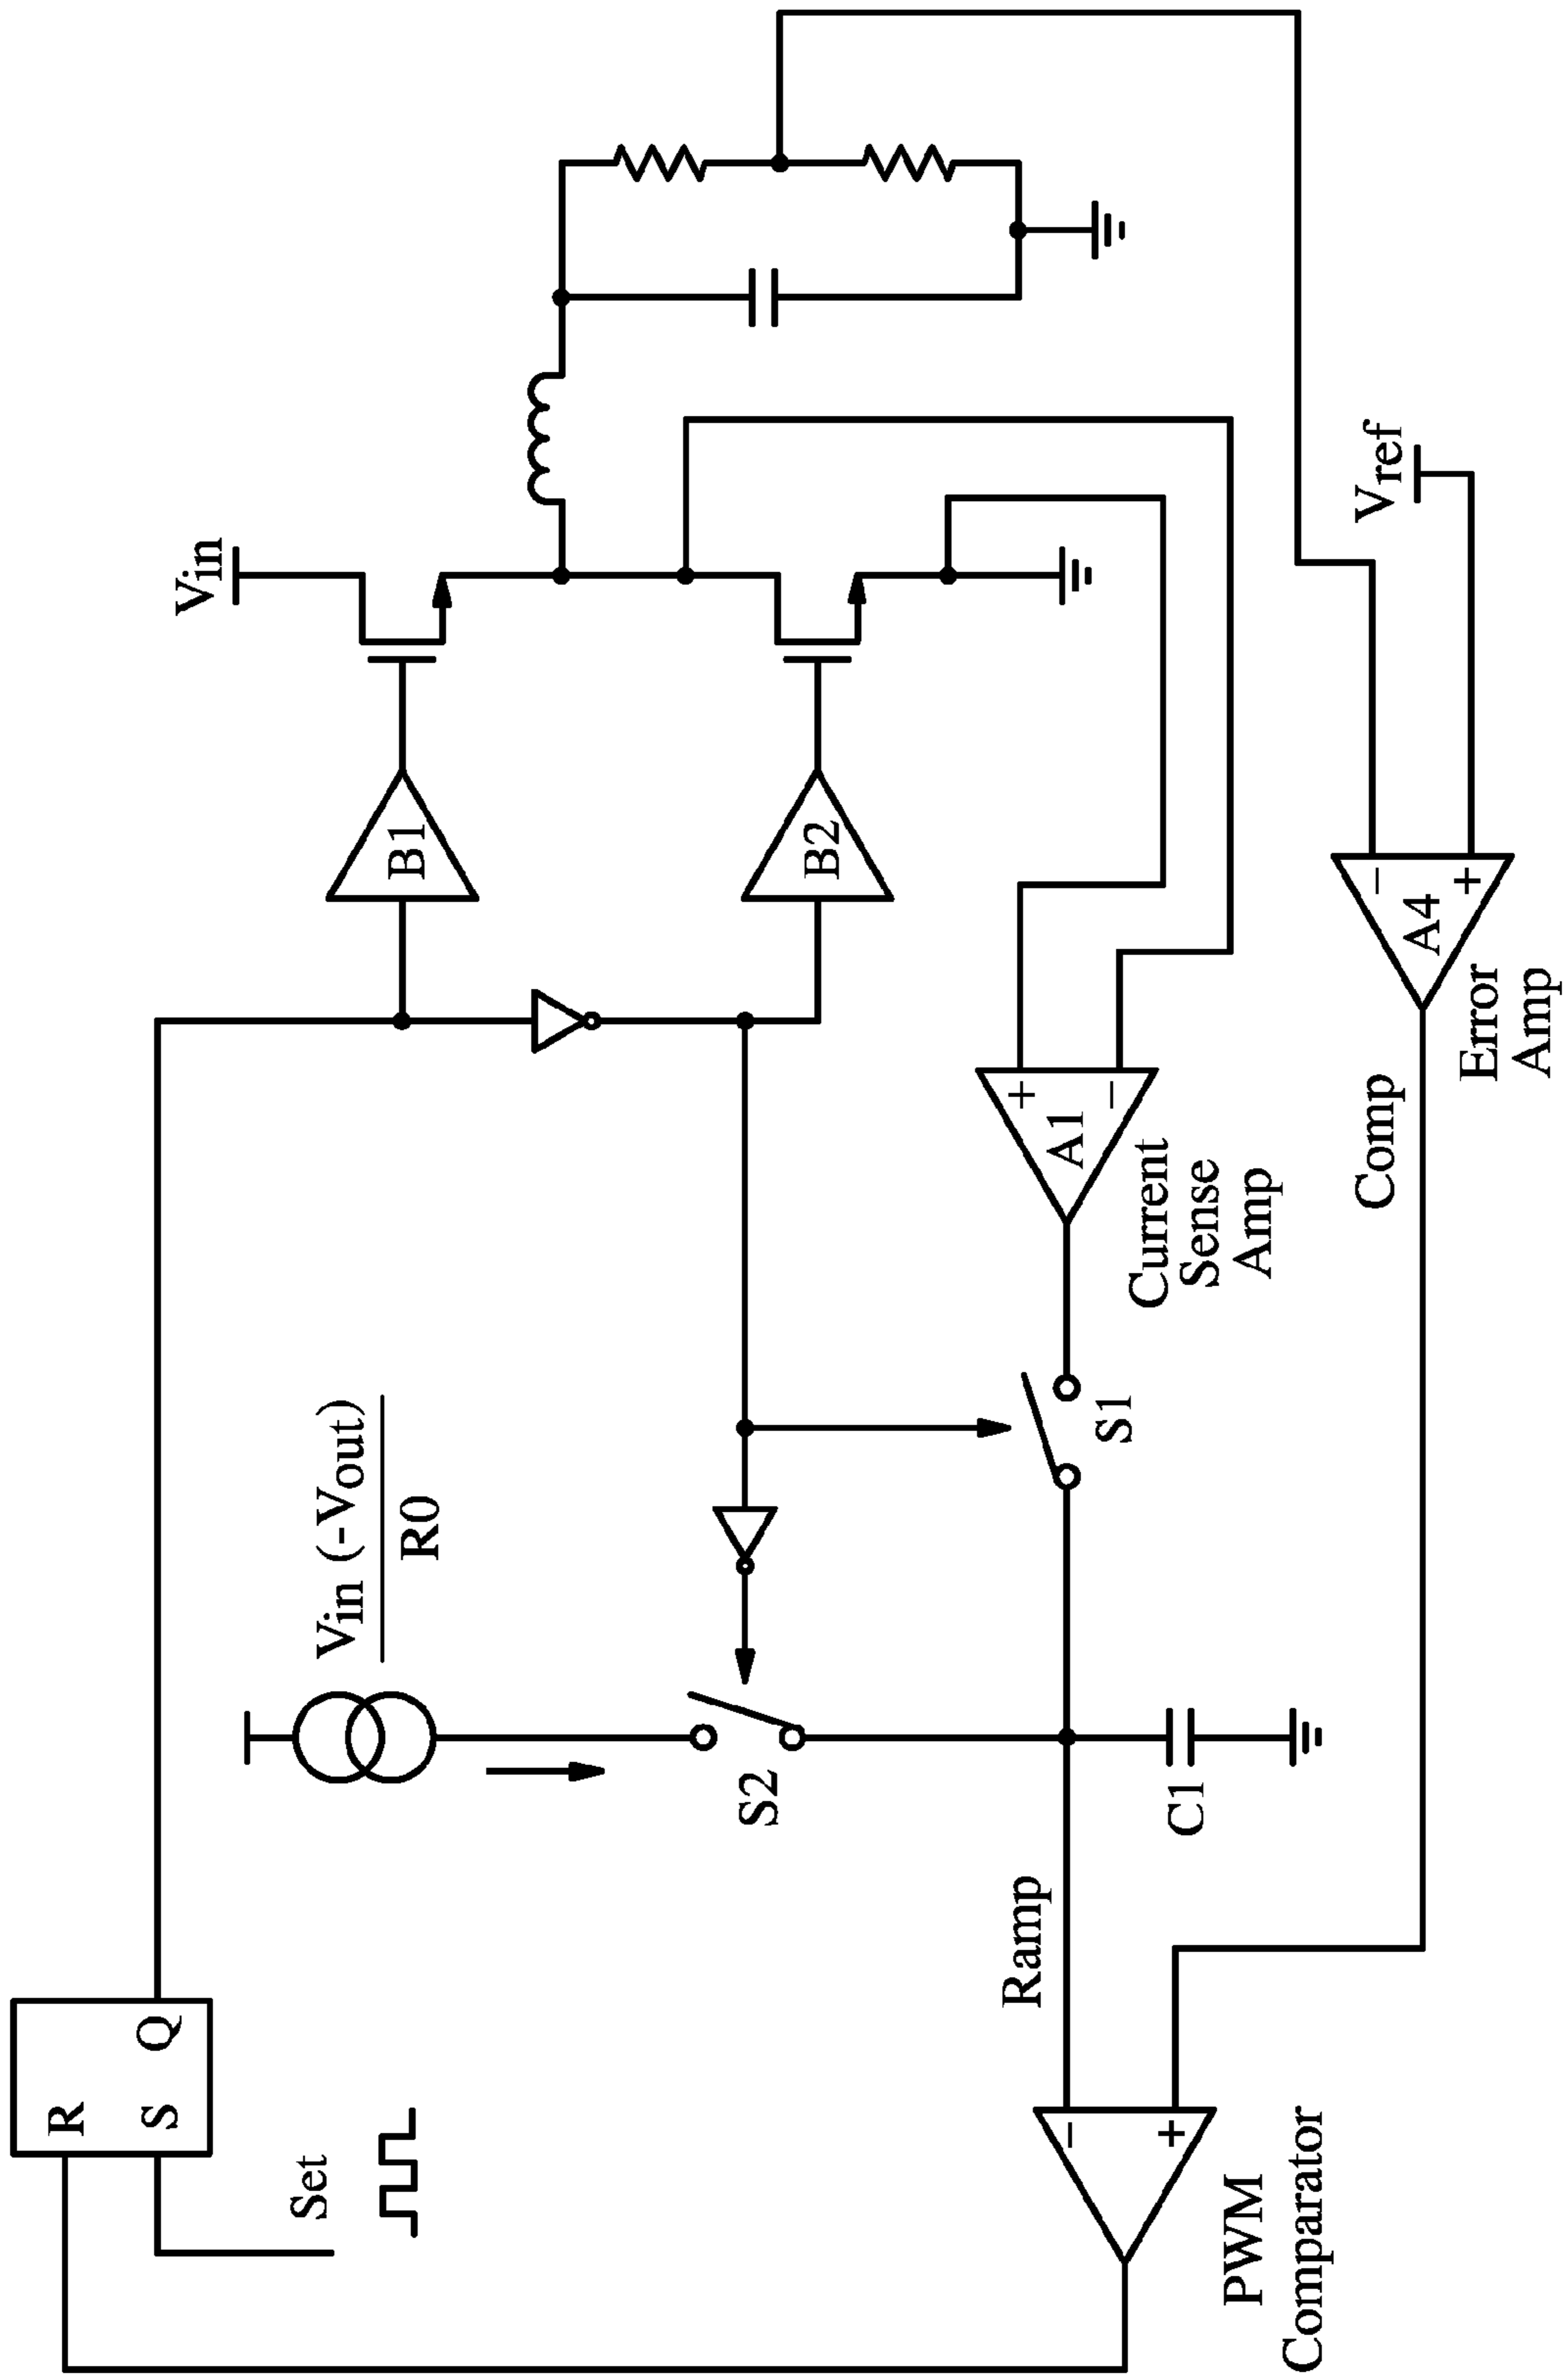 Vin
R
S
Q
Set
Vin (-Vout)
R0
B1
B2
S2
S1
+
A1
−
Current
Sense
Amp
Vref
−
A4
+
Error
Amp
Comp
Ramp
C1
−
+
PWM
Comparator